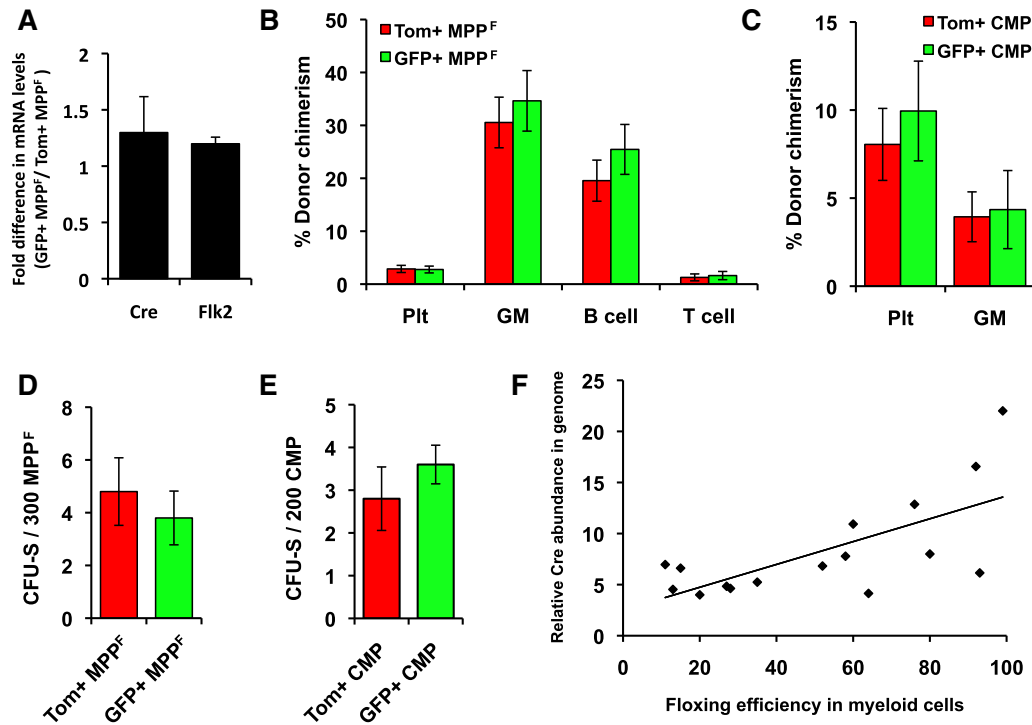 A
Fold difference in mRNA levels
(GFP+ MPPF/ Tom+ MPPF )
2
1.5
1
0.5
0
Cre
Flk2
B
% Donor chimerism
50
40
30
20
10
0
Tom+ MPPF
GFP+ MPPF
Plt
GM
B cell
T cell
C
% Donor chimerism
15
10
5
0
Tom+ CMP
GFP+ CMP
Plt
GM
D
CFU-S / 300 MPPF
8
6
4
2
0
Tom+ MPPF
GFP+ MPPF
E
CFU-S / 200 CMP
5
4
3
2
1
0
Tom+ CMP
GFP+ CMP
F
Relative Cre abundance in genome
25
20
15
10
5
0
0
20
40
60
80
100
Floxing efficiency in myeloid cells